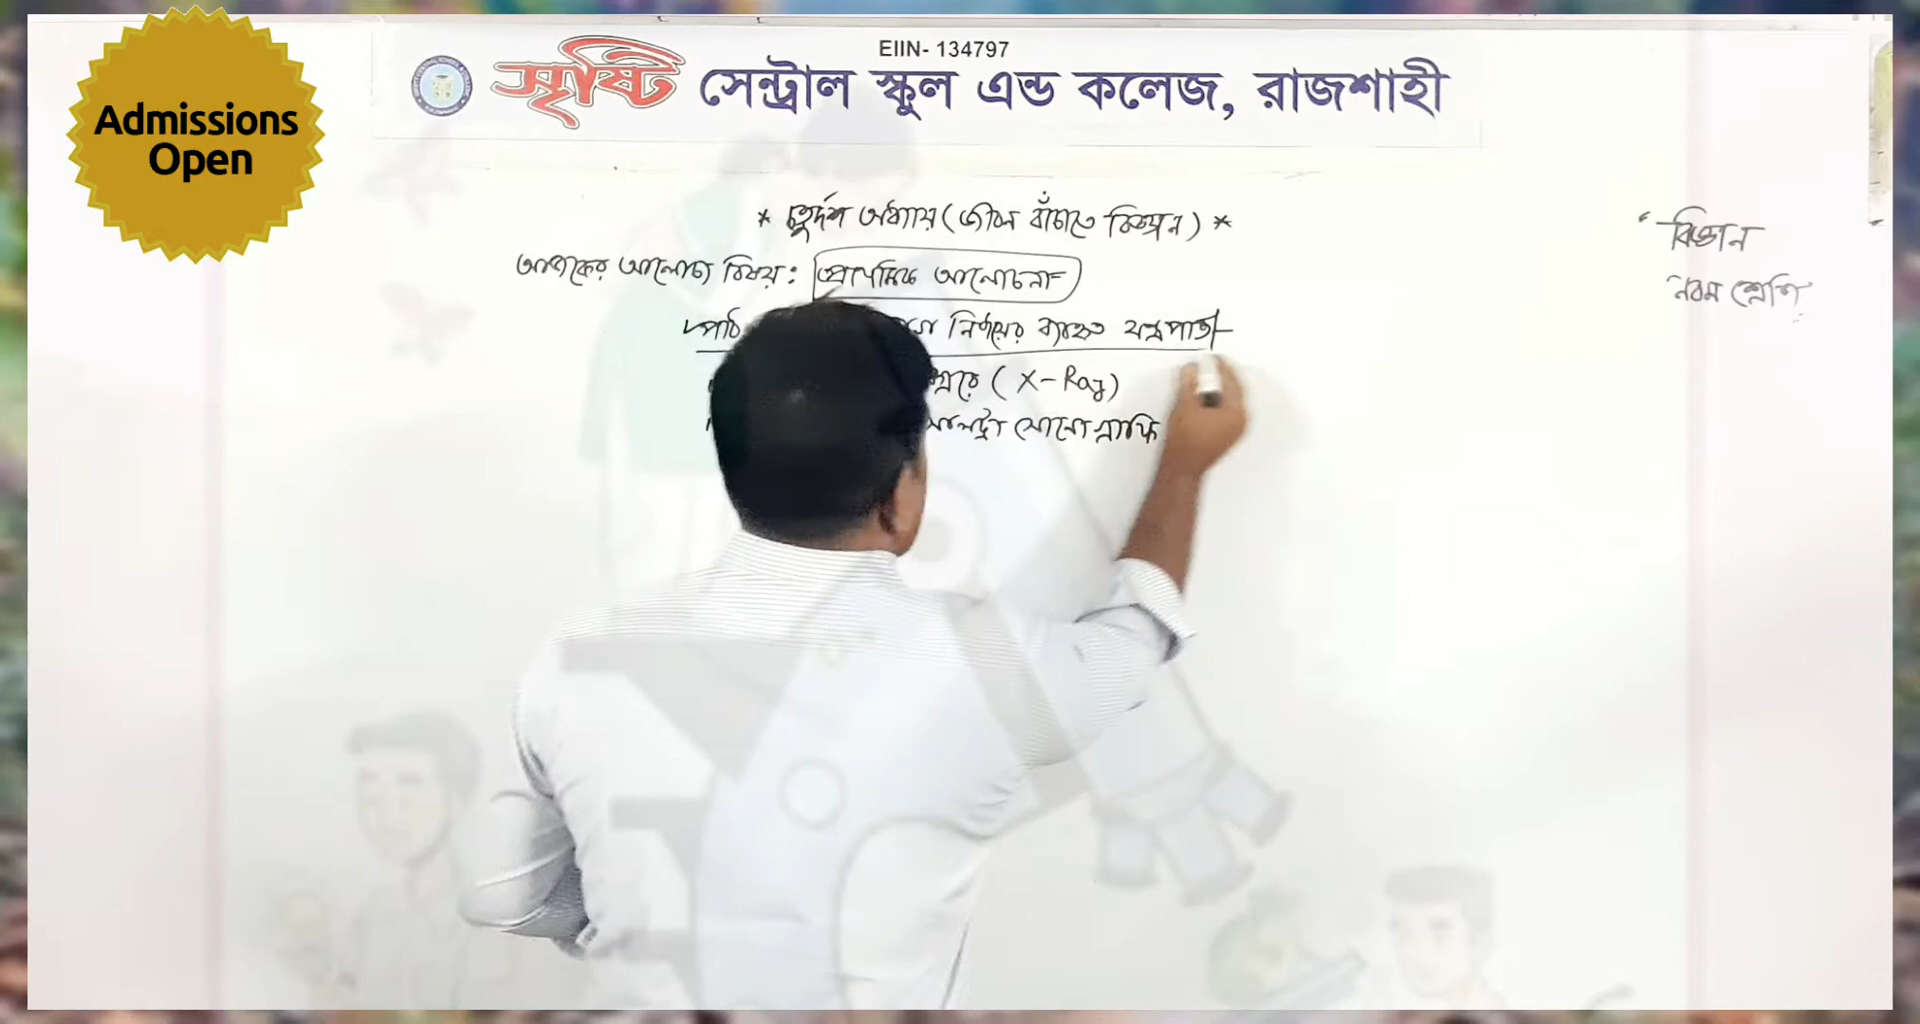 Admissions
Open
EIIN- 134797
সৃষ্টি সেন্ট্রাল স্কুল এন্ড কলেজ, রাজশাহী
* চতুর্দশ অধ্যায় (জীবন বাঁচাতে বিজ্ঞান) *
বিজ্ঞান
নবম শ্রেণি
আজকের আলোচ্য বিষয়: প্রাথমিক আলোচনা
নির্ণয়ের ব্যবহৃত যন্ত্রপাতি
(X-Ray)
আলট্রা সোনোগ্রাফি